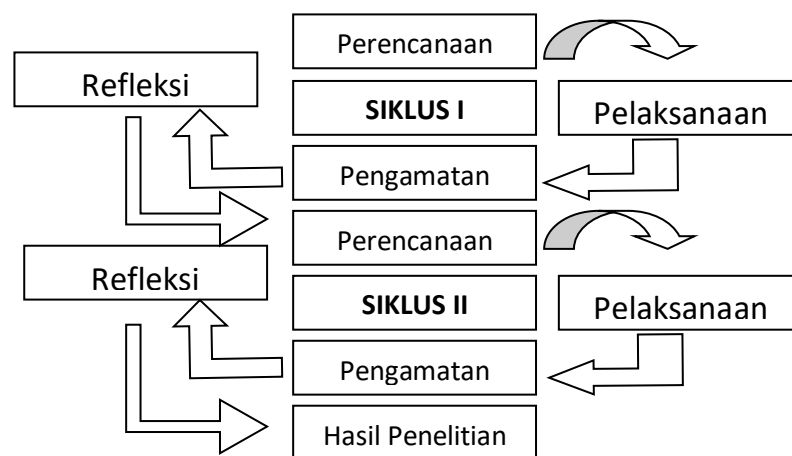 Perencanaan
Refleksi
SIKLUS I
Pelaksanaan
Pengamatan
Perencanaan
Refleksi
SIKLUS II
Pelaksanaan
Pengamatan
Hasil Penelitian